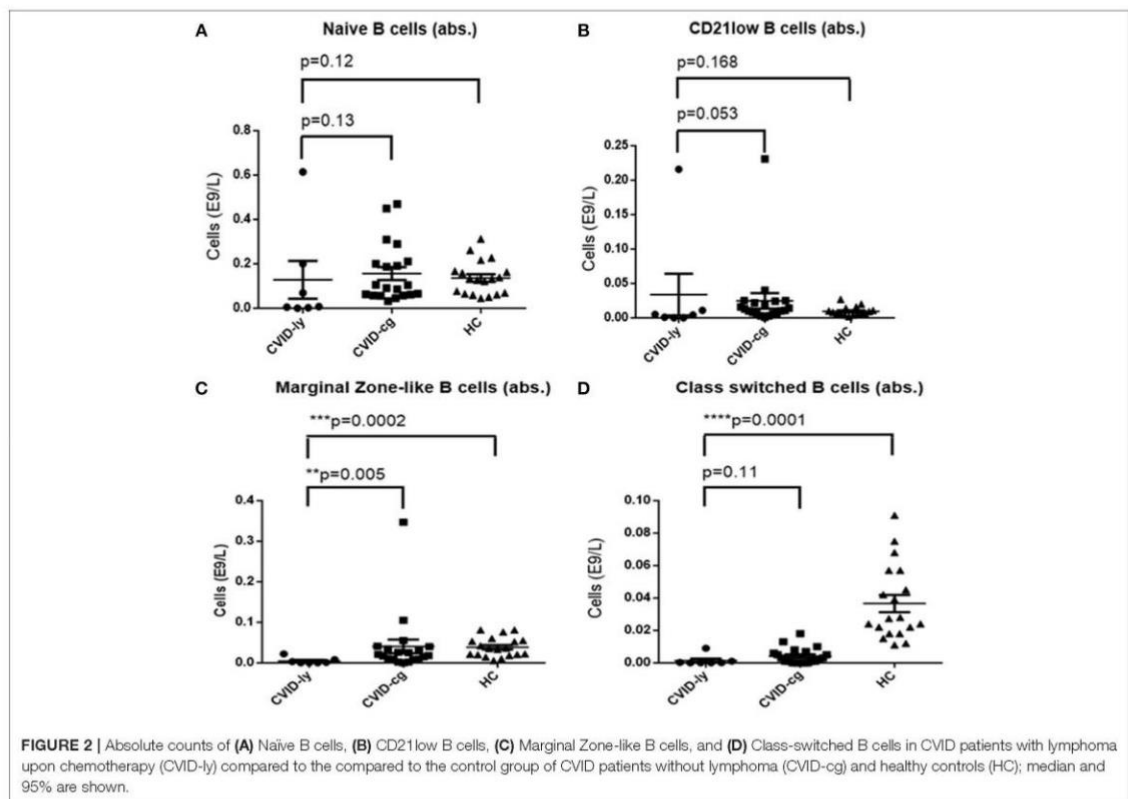 A
Naive B cells (abs.)
p=0.12
p=0.13
Cells (E9/L)
0.8
0.6
0.4
0.2
0.0
CVID-ly
CVID-cg
HC
B
CD21low B cells (abs.)
p=0.168
p=0.053
Cells (E9/L)
0.25
0.20
0.15
0.10
0.05
0.00
CVID-ly
CVID-cg
HC
C
Marginal Zone-like B cells (abs.)
***p=0.0002
**p=0.005
Cells (E9/L)
0.4
0.3
0.2
0.1
0.0
CVID-ly
CVID-cg
HC
D
Class switched B cells (abs.)
****p=0.0001
p=0.11
Cells (E9/L)
0.10
0.08
0.06
0.04
0.02
0.00
CVID-ly
CVID-cg
HC
FIGURE 2 | Absolute counts of (A) Naïve B cells, (B) CD21low B cells, (C) Marginal Zone-like B cells, and (D) Class-switched B cells in CVID patients with lymphoma
upon chemotherapy (CVID-ly) compared to the compared to the control group of CVID patients without lymphoma (CVID-cg) and healthy controls (HC); median and
95% are shown.